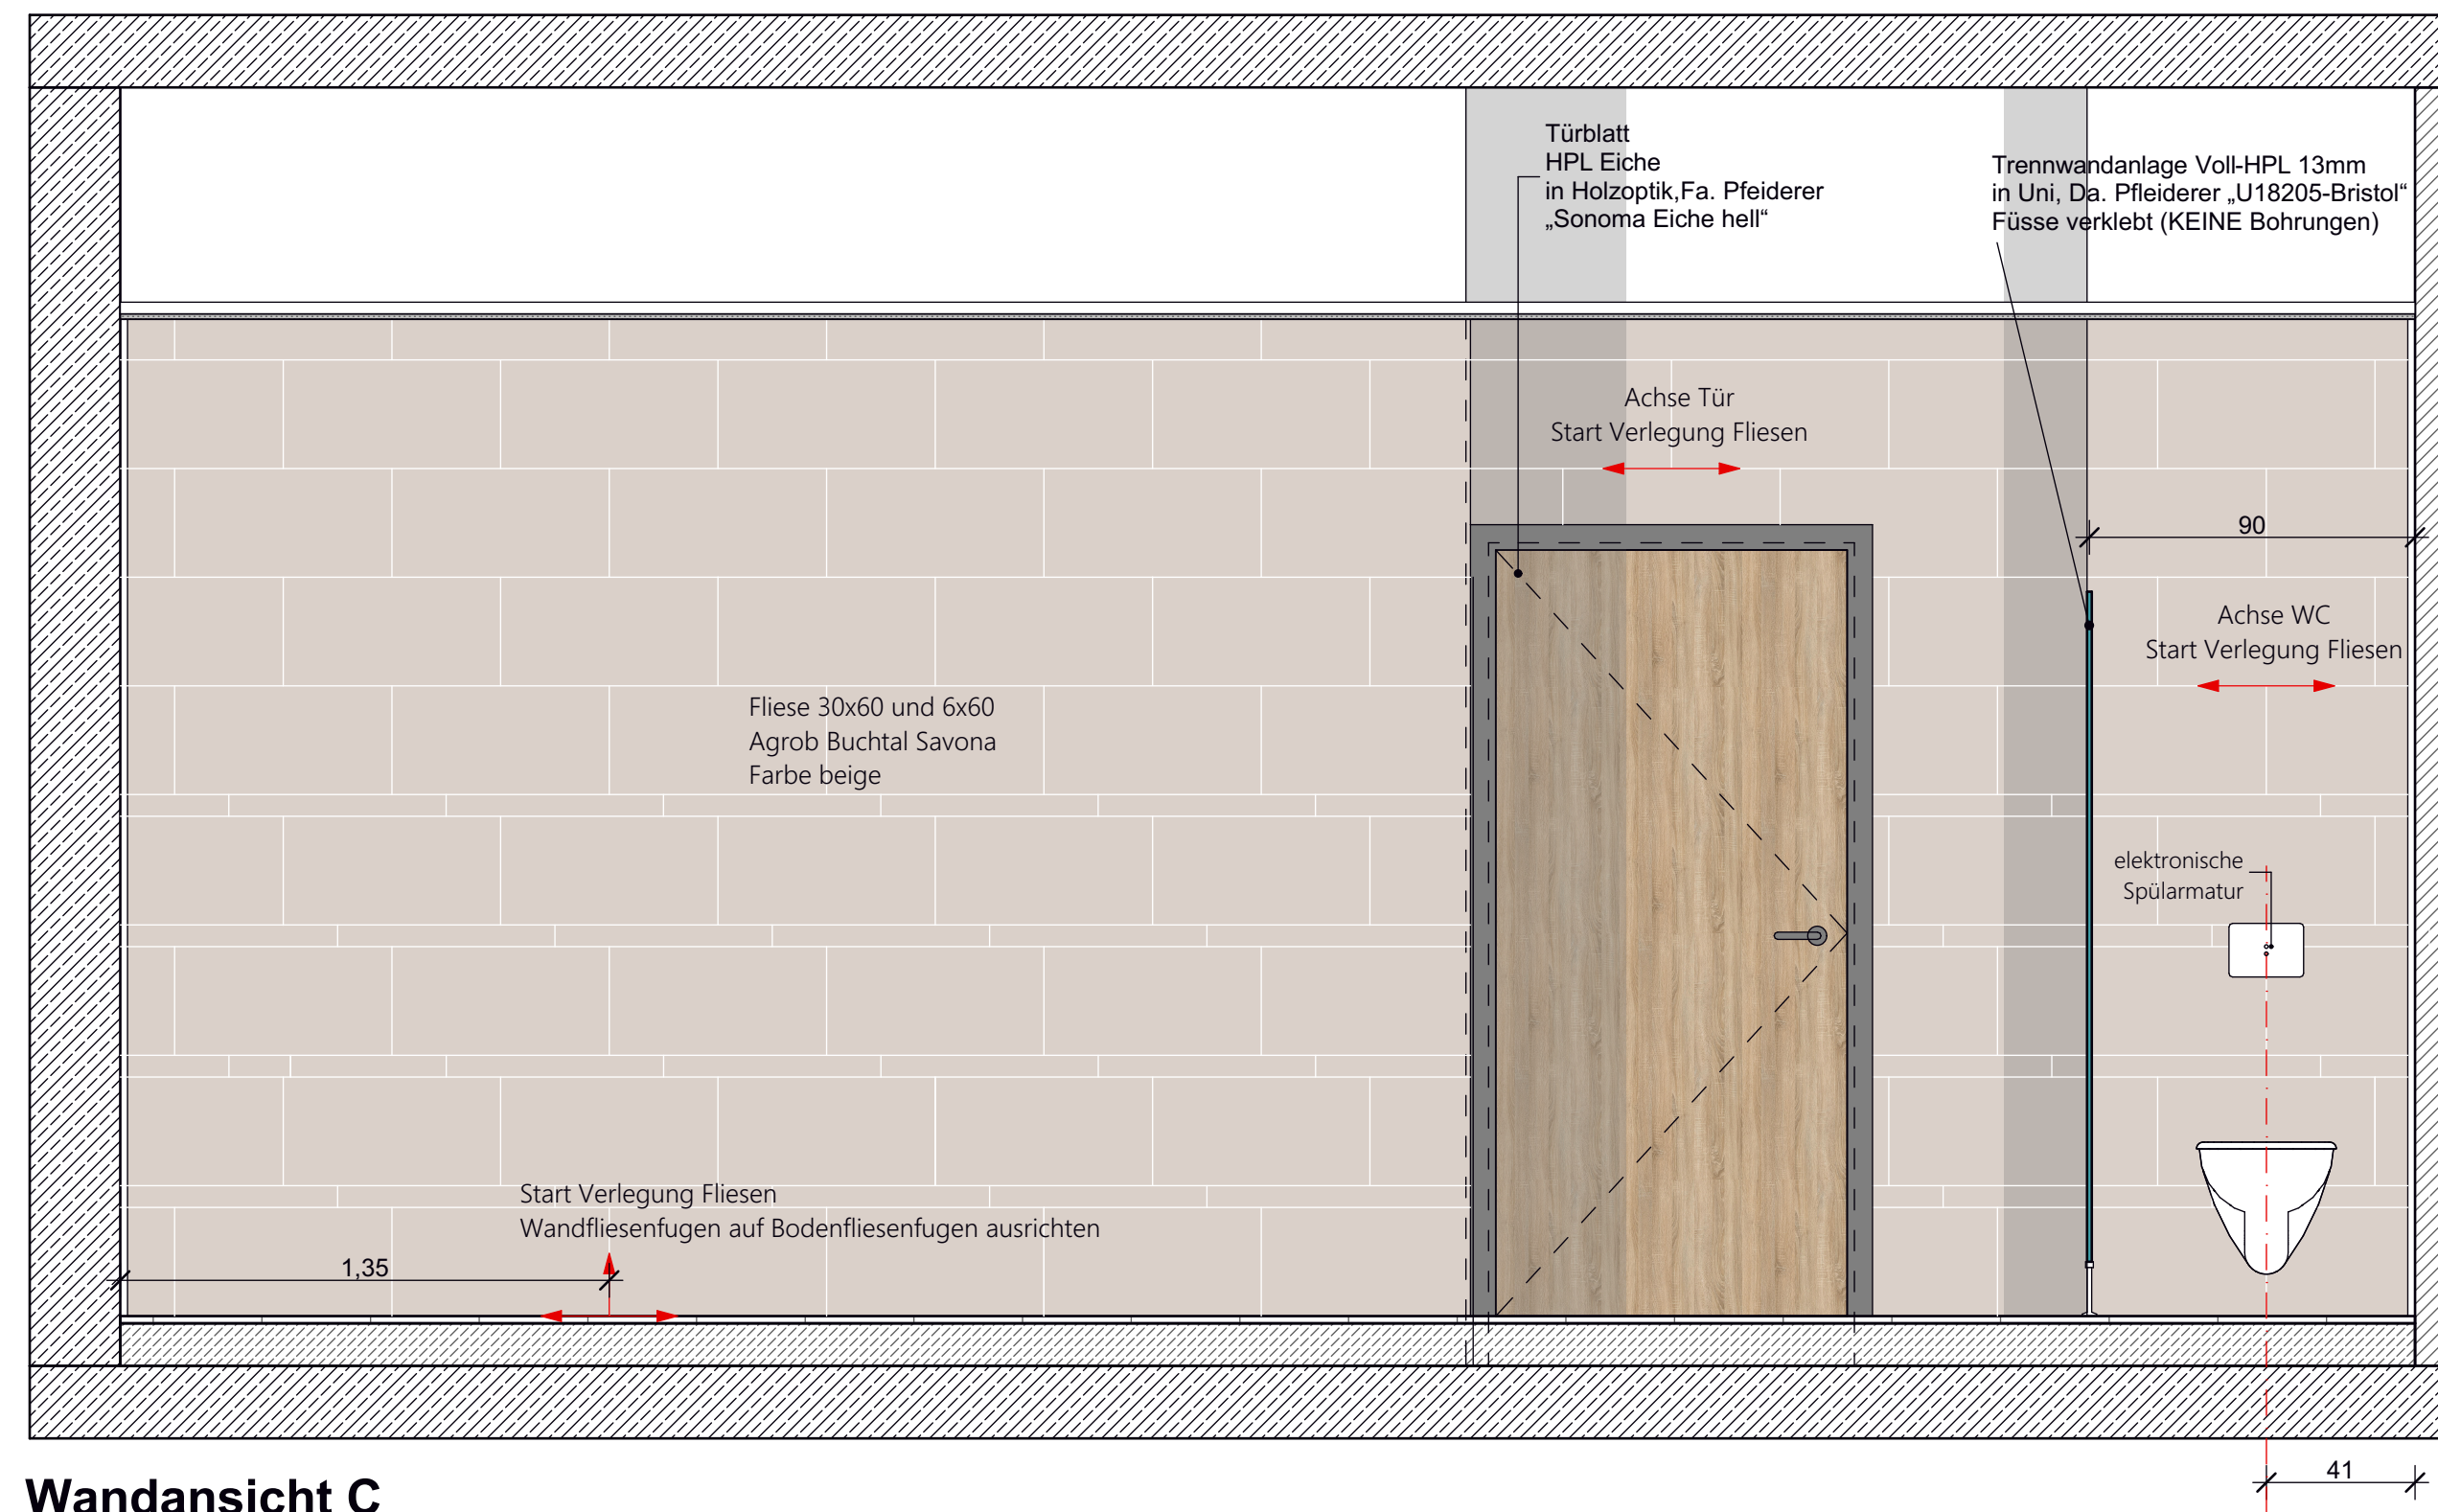 Türblatt
HPL Eiche
in Holzoptik,Fa. Pfeiderer
„Sonoma Eiche hell“
Trennwandanlage Voll-HPL 13mm
in Uni, Da. Pfleiderer „U18205-Bristol“
Füsse verklebt (KEINE Bohrungen)
Achse Tür
Start Verlegung Fliesen
90
Achse WC
Start Verlegung Fliesen
Fliese 30x60 und 6x60
Agrob Buchtal Savona
Farbe beige
elektronische
Spülarmatur
Start Verlegung Fliesen
Wandfliesenfugen auf Bodenfliesenfugen ausrichten
1,35
41
Wandansicht C